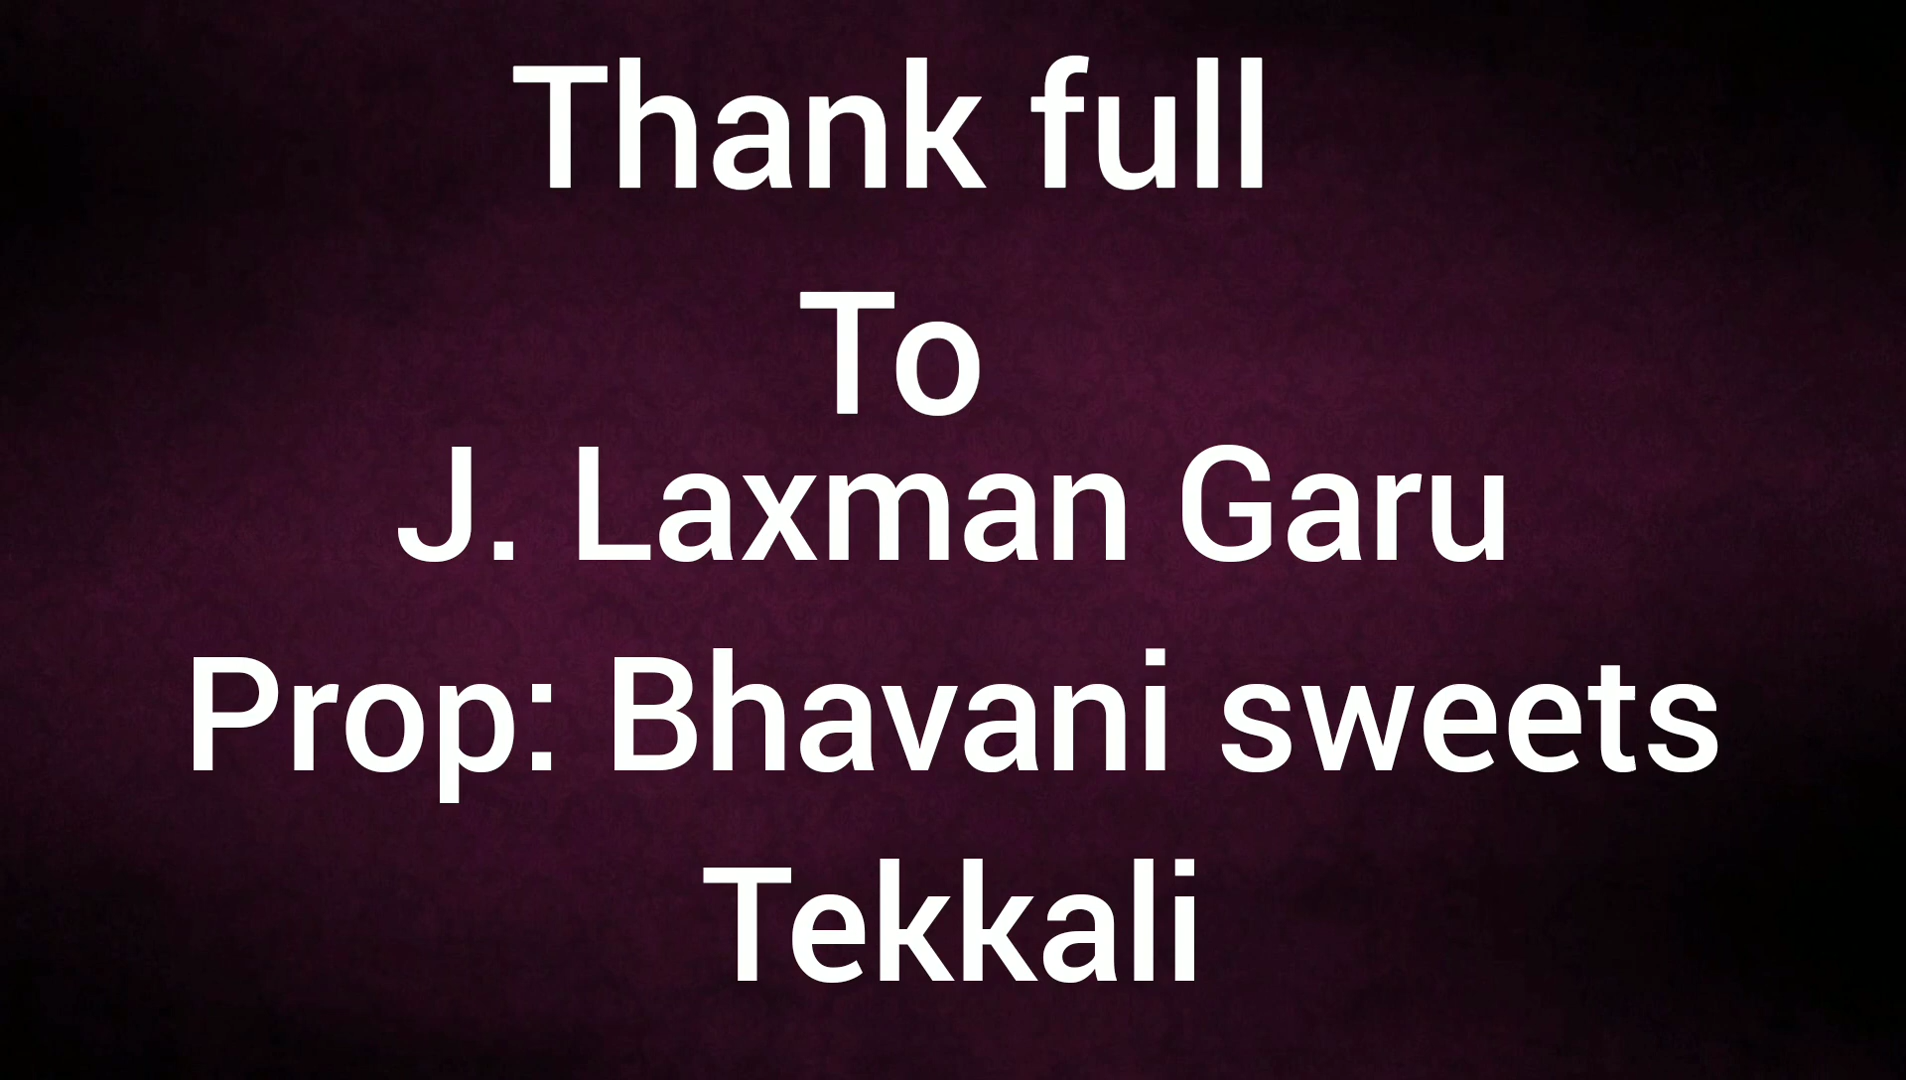 Thank full
To
J. Laxman Garu
Prop: Bhavani sweets
Tekkali